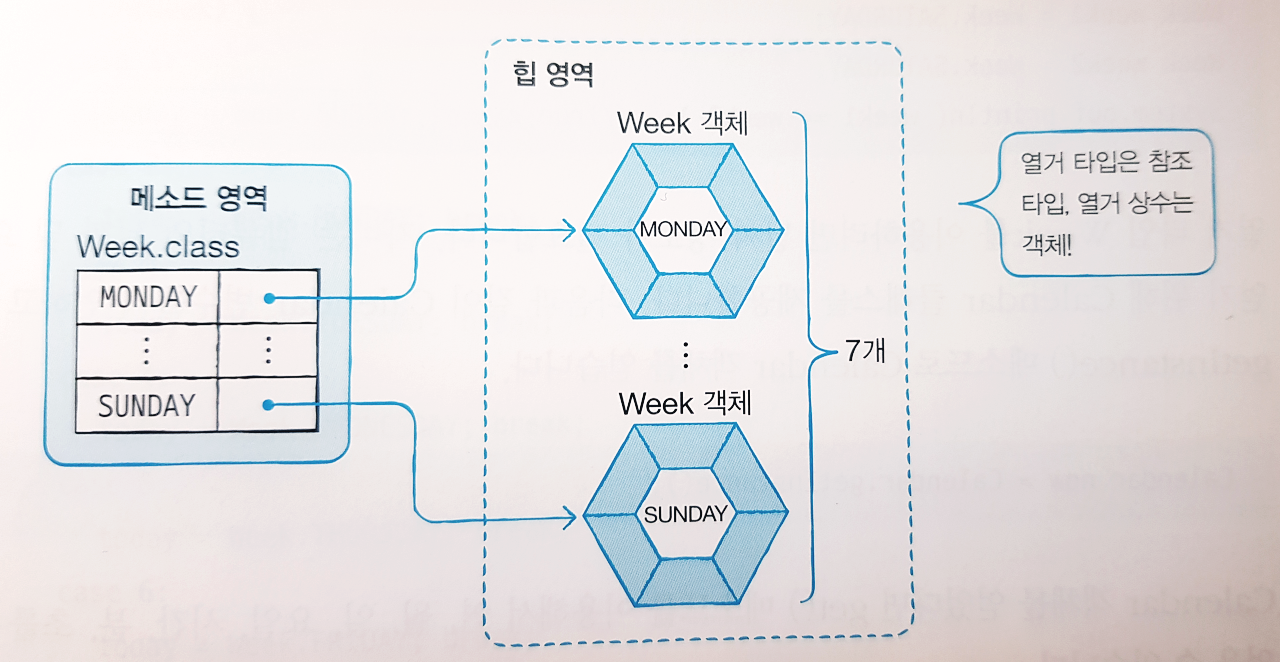 힙 영역
Week 객체
메소드 영역
Week.class
MONDAY
MONDAY
⋮ ⋮
SUNDAY
⋮
7개
Week 객체
SUNDAY
열거 타입은 참조
타입, 열거 상수는
객체!